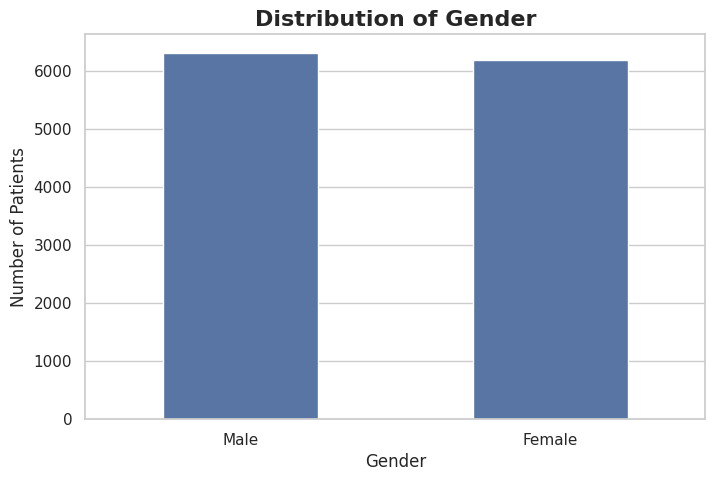 Distribution of Gender
Number of Patients
6000
5000
4000
3000
2000
1000
0
Male
Female
Gender